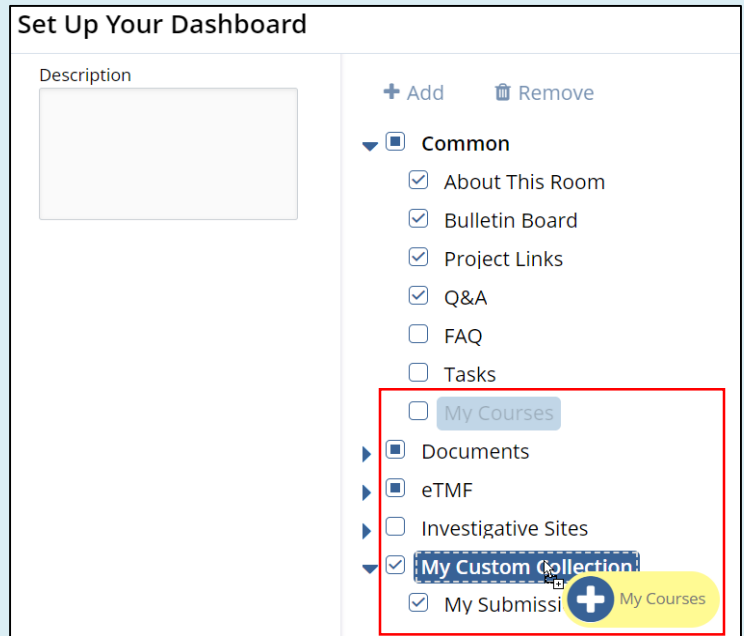 Set Up Your Dashboard
Description
Add
Remove
Common
About This Room
Bulletin Board
Project Links
Q&A
FAQ
Tasks
My Courses
Documents
eTMF
Investigative Sites
My Custom Collection
My Submissi
My Courses